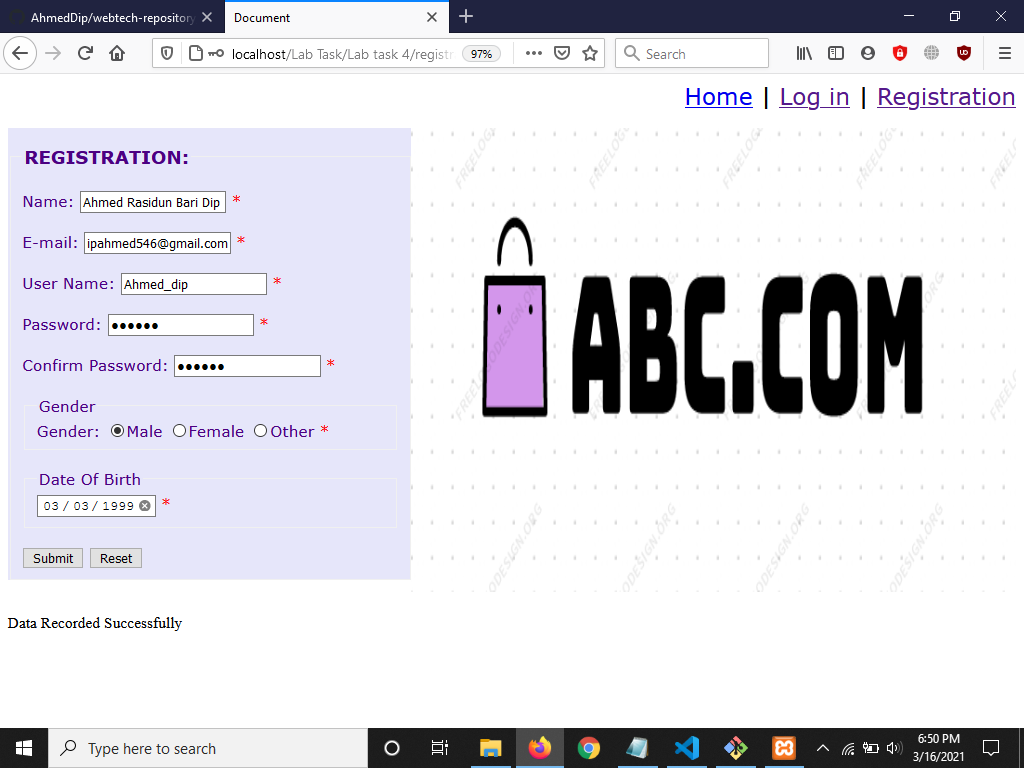 AhmedDip/webtech-repository
Document
localhost/Lab Task/Lab task 4/registr
97%
Search
Home | Log in | Registration
REGISTRATION:
Name: Ahmed Rasidun Bari Dip *
E-mail: ipahmed546@gmail.com *
User Name: Ahmed_dip *
Password: ●●●●●● *
Confirm Password: ●●●●●● *
Gender
Gender: Male Female Other *
Date Of Birth
03 / 03 / 1999 *
Submit Reset
ABC.COM
Data Recorded Successfully
Type here to search
6:50 PM
3/16/2021